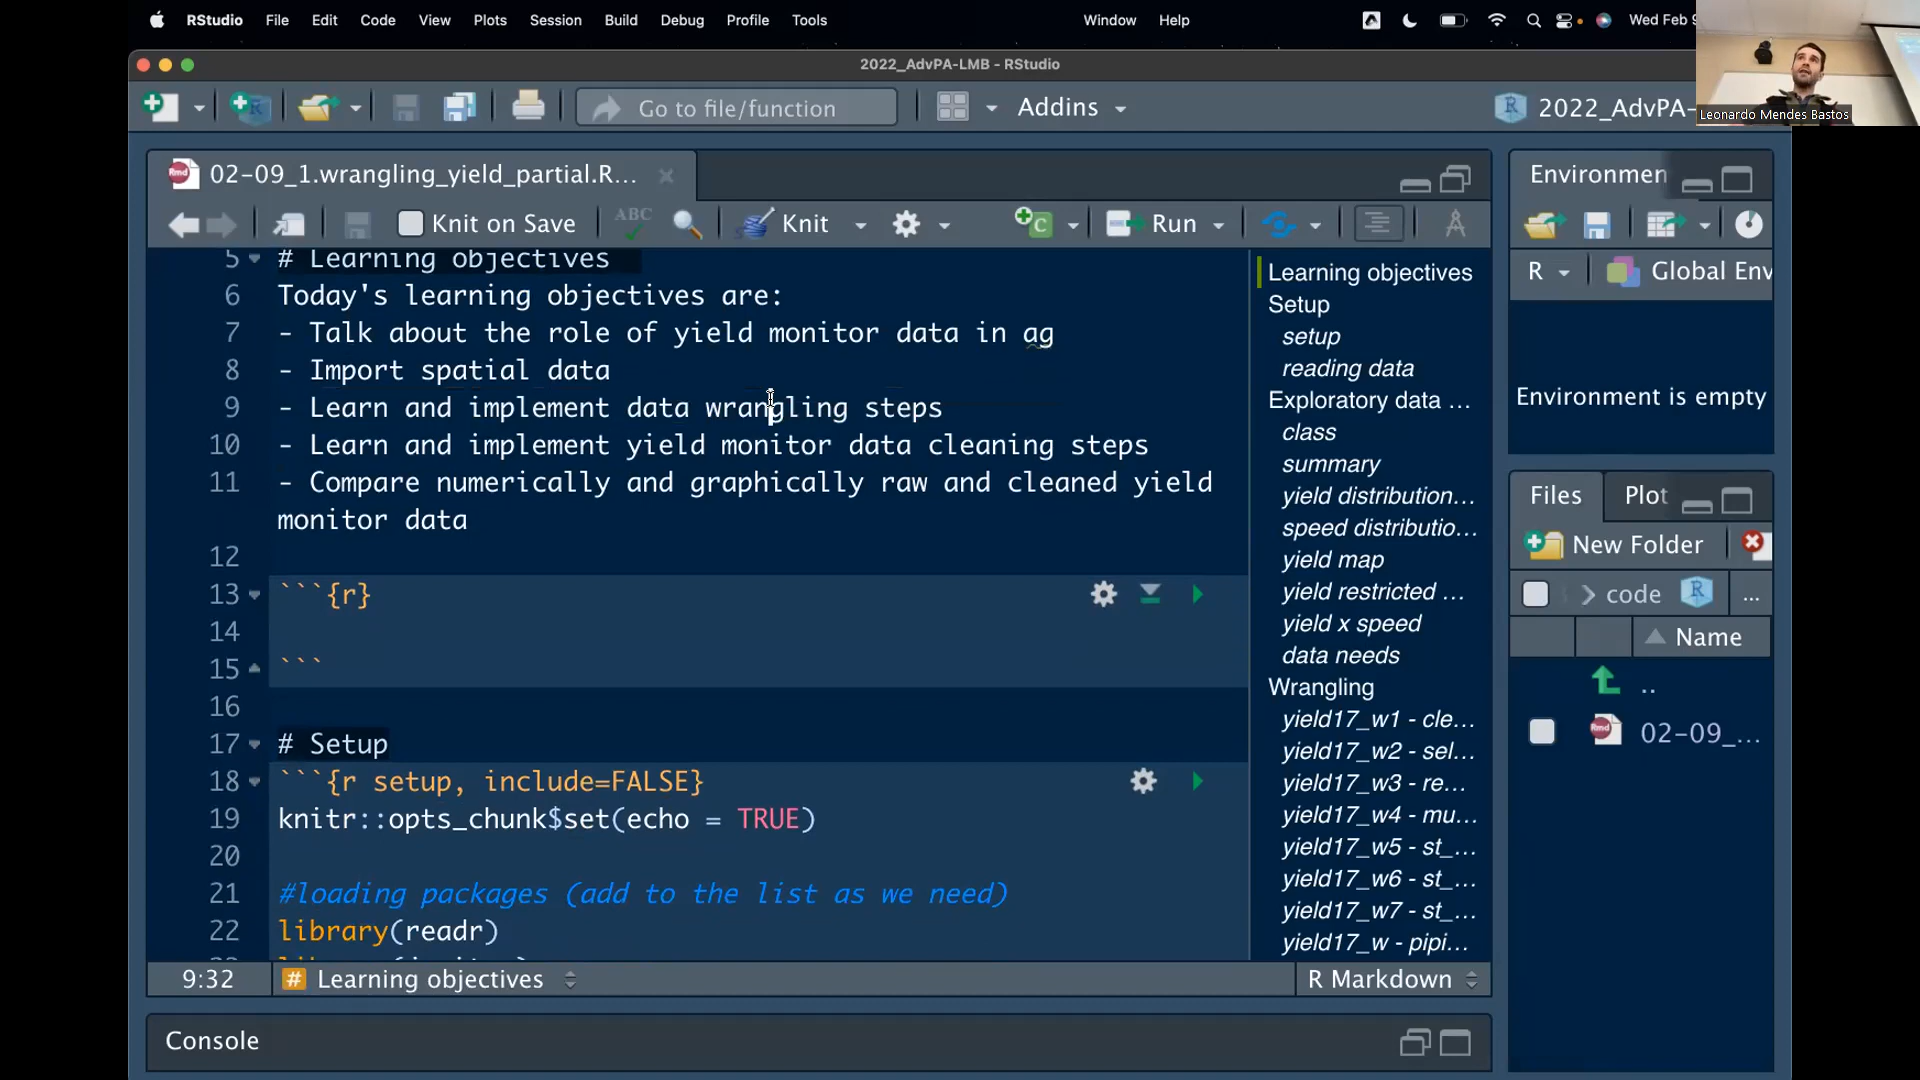 RStudio File Edit Code View Plots Session Build Debug Profile Tools Window Help Wed Feb
2022_AdvPA-LMB - RStudio
Go to file/function Addins 2022_AdvPA-
Leonardo Mendes Bastos
02-09_1.wrangling_yield_partial.R...
Knit on Save ABC Knit Run
5 # Learning objectives
6 Today's learning objectives are:
7 - Talk about the role of yield monitor data in ag
8 - Import spatial data
9 - Learn and implement data wrangling steps
10 - Learn and implement yield monitor data cleaning steps
11 - Compare numerically and graphically raw and cleaned yield
monitor data
12
13 ```{r}
14
15 ```
16
17 # Setup
18 ```{r setup, include=FALSE}
19 knitr::opts_chunk$set(echo = TRUE)
20
21 #loading packages (add to the list as we need)
22 library(readr)
9:32 # Learning objectives R Markdown
Console
Learning objectives
Setup
setup
reading data
Exploratory data ...
class
summary
yield distribution...
speed distributio...
yield map
yield restricted ...
yield x speed
data needs
Wrangling
yield17_w1 - cle...
yield17_w2 - sel...
yield17_w3 - re...
yield17_w4 - mu...
yield17_w5 - st_...
yield17_w6 - st_...
yield17_w7 - st_...
yield17_w - pipi...
Environmen
R Global Env
Environment is empty
Files Plot
New Folder
code ...
Name
..
Rmd 02-09_...